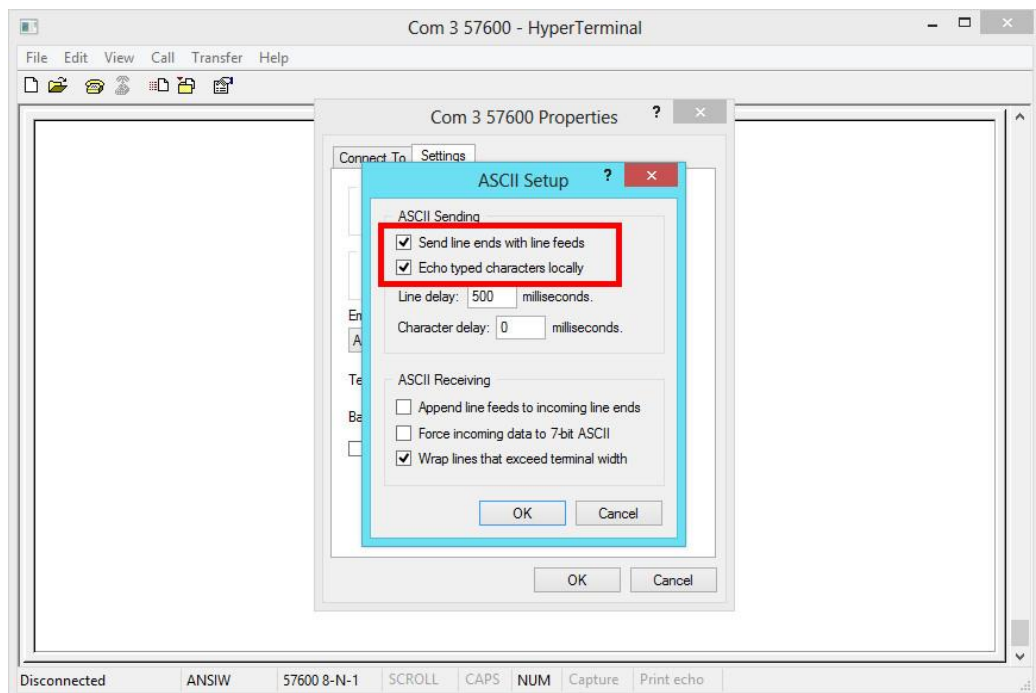 Com 3 57600 - HyperTerminal
File Edit View Call Transfer Help
Com 3 57600 Properties ?
Connect To Settings
ASCII Setup ?
ASCII Sending
Send line ends with line feeds
Echo typed characters locally
Line delay: 500 milliseconds.
Character delay: 0 milliseconds.
ASCII Receiving
Append line feeds to incoming line ends
Force incoming data to 7-bit ASCII
Wrap lines that exceed terminal width
OK Cancel
OK Cancel
Disconnected ANSIW 57600 8-N-1 SCROLL CAPS NUM Capture Print echo